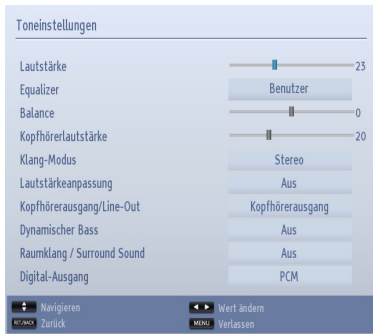 Toneinstellungen
Lautstärke 23
Equalizer Benutzer
Balance 0
Kopfhörerlautstärke 20
Klang-Modus Stereo
Lautstärkeanpassung Aus
Kopfhörerausgang/Line-Out Kopfhörerausgang
Dynamischer Bass Aus
Raumklang / Surround Sound Aus
Digital-Ausgang PCM
Navigieren Wert ändern
RET/BACK Zurück MENU Verlassen